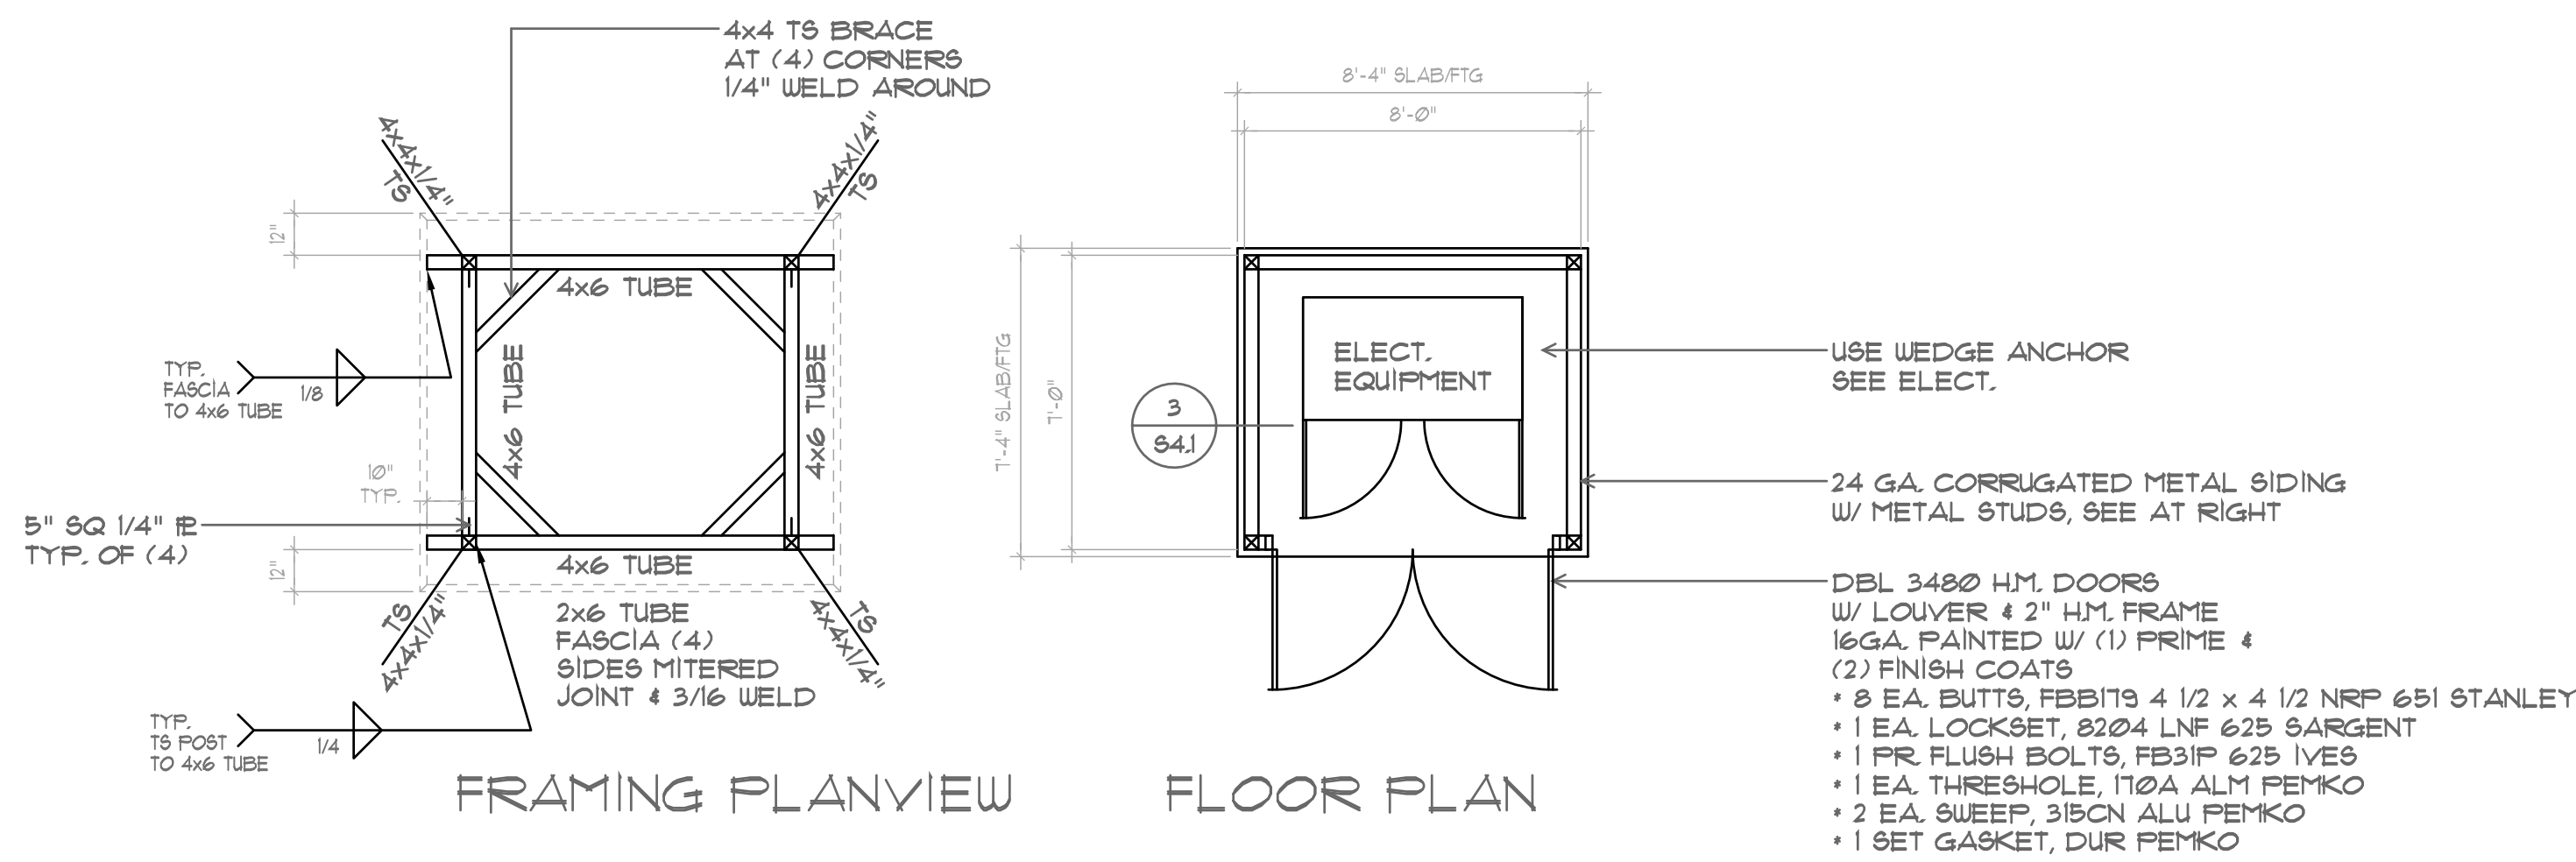 4x4 TS BRACE
AT (4) CORNERS
1/4" WELD AROUND
4x4x1/4"
TS
4x4x1/4"
TS
12"
4x6 TUBE
4x6 TUBE
4x6 TUBE
TYP.
FASCIA
TO 4x6 TUBE
1/8
10"
TYP.
5" SQ 1/4" PL
TYP. OF (4)
12"
4x6 TUBE
TS
4x4x1/4"
TS
4x4x1/4"
2x6 TUBE
FASCIA (4)
SIDES MITERED
JOINT & 3/16 WELD
TYP.
TS POST
TO 4x6 TUBE
1/4
FRAMING PLANVIEW
8'-4" SLAB/FTG
8'-0"
7'-4" SLAB/FTG
7'-0"
ELECT.
EQUIPMENT
3
S4.1
USE WEDGE ANCHOR
SEE ELECT.
24 GA. CORRUGATED METAL SIDING
W/ METAL STUDS, SEE AT RIGHT
DBL 3480 H.M. DOORS
W/ LOUVER & 2" H.M. FRAME
16GA. PAINTED W/ (1) PRIME &
(2) FINISH COATS
* 8 EA. BUTTS, FBB179 4 1/2 x 4 1/2 NRP 651 STANLEY
* 1 EA. LOCKSET, 8204 LNF 625 SARGENT
* 1 PR. FLUSH BOLTS, FB31P 625 IVES
* 1 EA. THRESHOLE, 170A ALM PEMKO
* 2 EA. SWEEP, 315CN ALU PEMKO
* 1 SET GASKET, DUR PEMKO
FLOOR PLAN